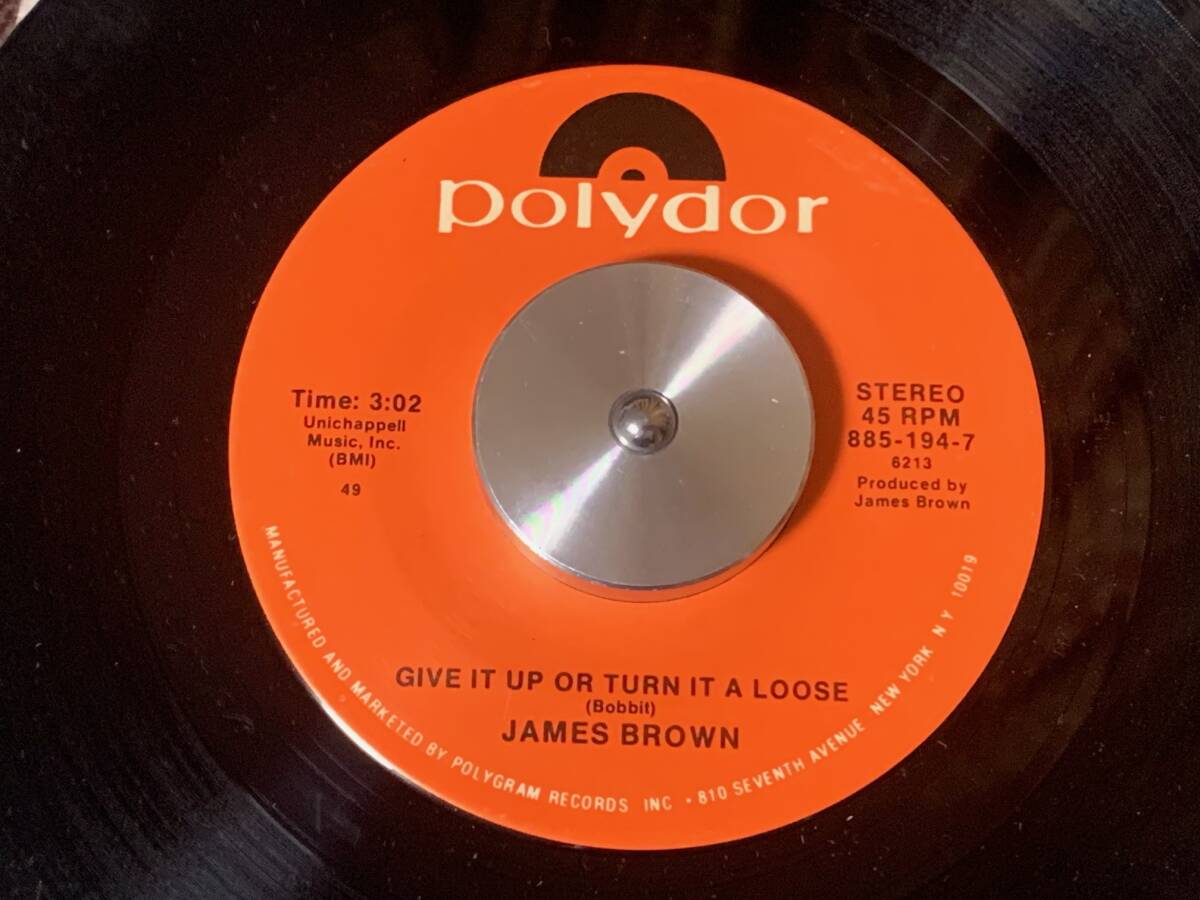 polydor
Time: 3:02
Unichappell
Music, Inc.
(BMI)
49
STEREO
45 RPM
885-194-7
6213
Produced by
James Brown
GIVE IT UP OR TURN IT A LOOSE
(Bobbit)
JAMES BROWN
MANUFACTURED AND MARKETED BY POLYGRAM RECORDS INC • 810 SEVENTH AVENUE NEW YORK N Y 10019